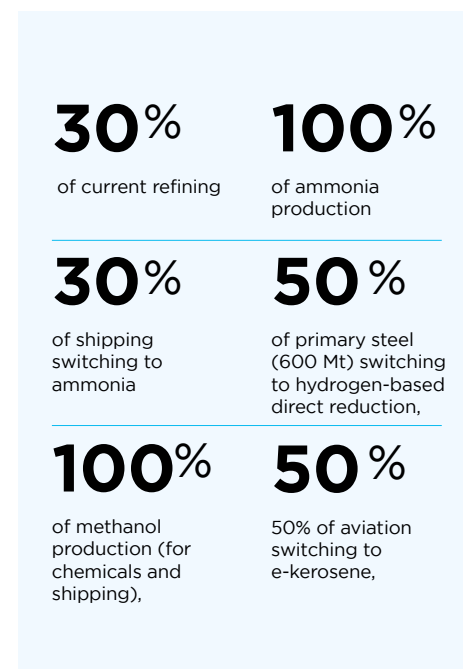 30%
of current refining
100%
of ammonia
production
30%
of shipping
switching to
ammonia
50%
of primary steel
(600 Mt) switching
to hydrogen-based
direct reduction,
100%
of methanol
production (for
chemicals and
shipping),
50%
50% of aviation
switching to
e-kerosene,